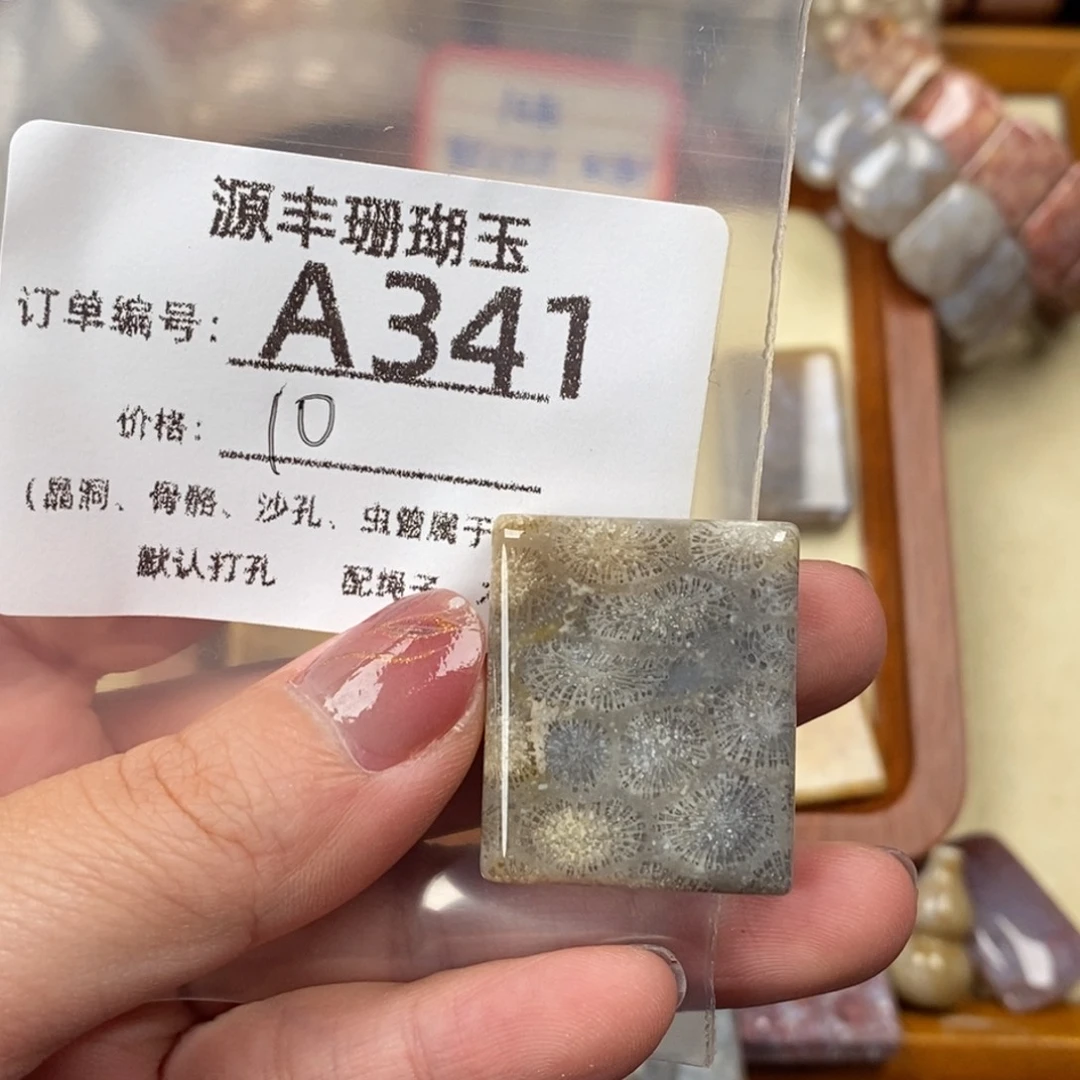 源丰珊瑚玉
订单编号：A341
价格：10
（晶洞、骨骼、沙孔、虫蛹属于
默认打孔 配绳子